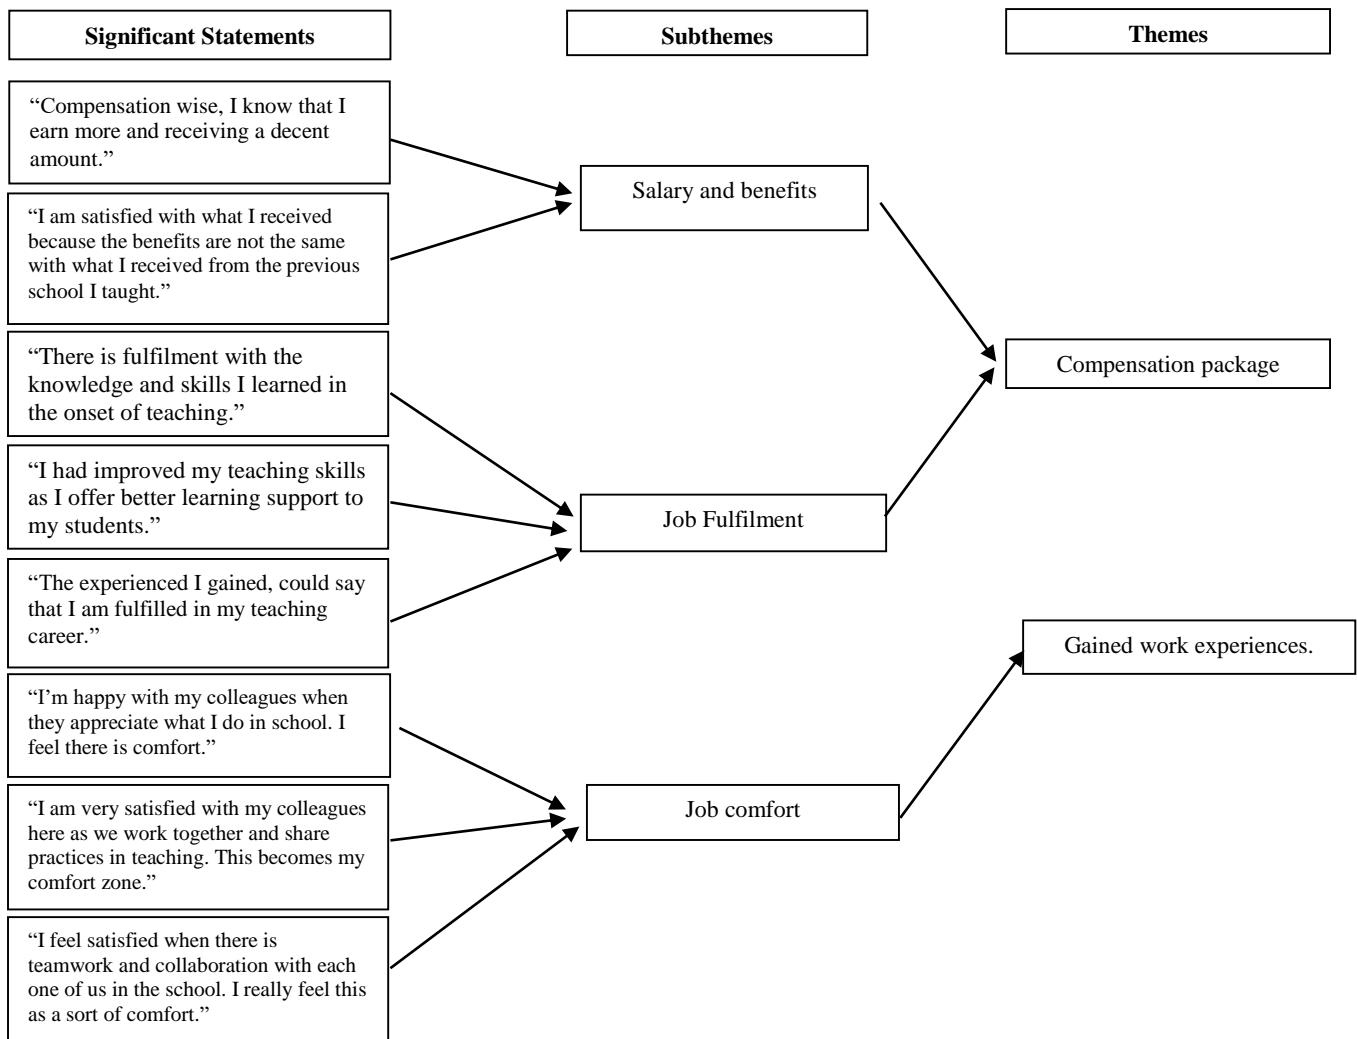 Significant Statements
Subthemes
Themes
“Compensation wise, I know that I
earn more and receiving a decent
amount.”
“I am satisfied with what I received
because the benefits are not the same
with what I received from the previous
school I taught.”
“There is fulfilment with the
knowledge and skills I learned in
the onset of teaching.”
“I had improved my teaching skills
as I offer better learning support to
my students.”
“The experienced I gained, could say
that I am fulfilled in my teaching
career.”
“I’m happy with my colleagues when
they appreciate what I do in school. I
feel there is comfort.”
“I am very satisfied with my colleagues
here as we work together and share
practices in teaching. This becomes my
comfort zone.”
“I feel satisfied when there is
teamwork and collaboration with each
one of us in the school. I really feel this
as a sort of comfort.”
Salary and benefits
Job Fulfilment
Job comfort
Compensation package
Gained work experiences.